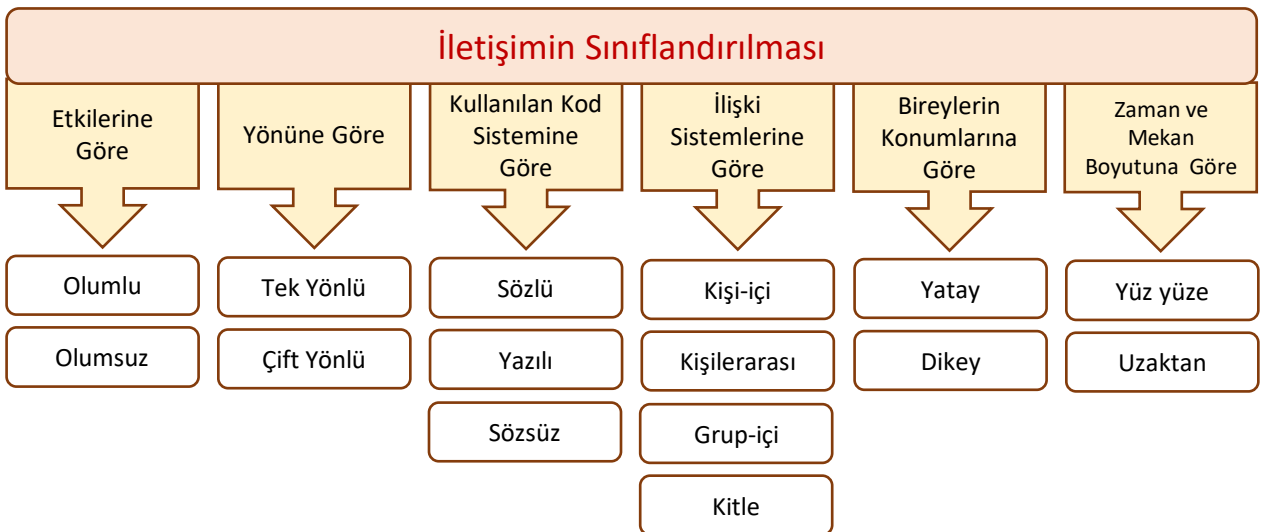 İletişimin Sınıflandırılması
Etkilerine
Göre
Yönüne Göre
Kullanılan Kod
Sistemine
Göre
İlişki
Sistemlerine
Göre
Bireylerin
Konumlarına
Göre
Zaman ve
Mekan
Boyutuna Göre
Olumlu
Olumsuz
Tek Yönlü
Çift Yönlü
Sözlü
Yazılı
Sözsüz
Kişi-içi
Kişilerarası
Grup-içi
Kitle
Yatay
Dikey
Yüz yüze
Uzaktan